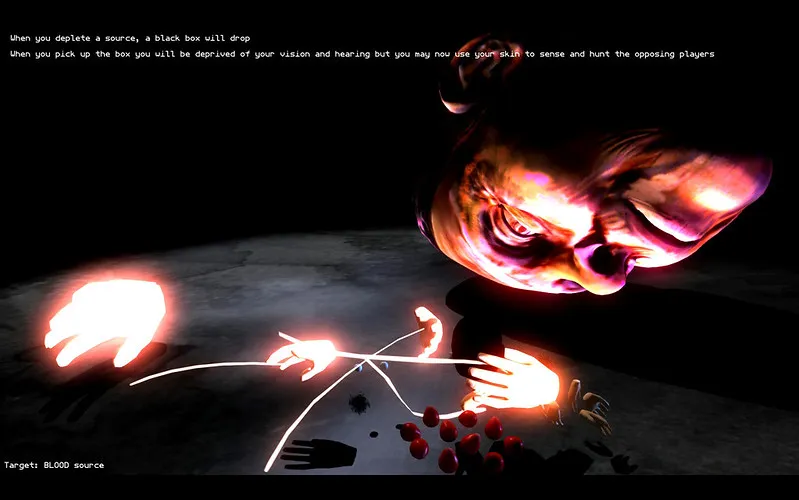 When you deplete a source, a black box will drop
When you pick up the box you will be deprived of your vision and hearing but you may now use your skin to sense and hunt the opposing players
Target: BLOOD source